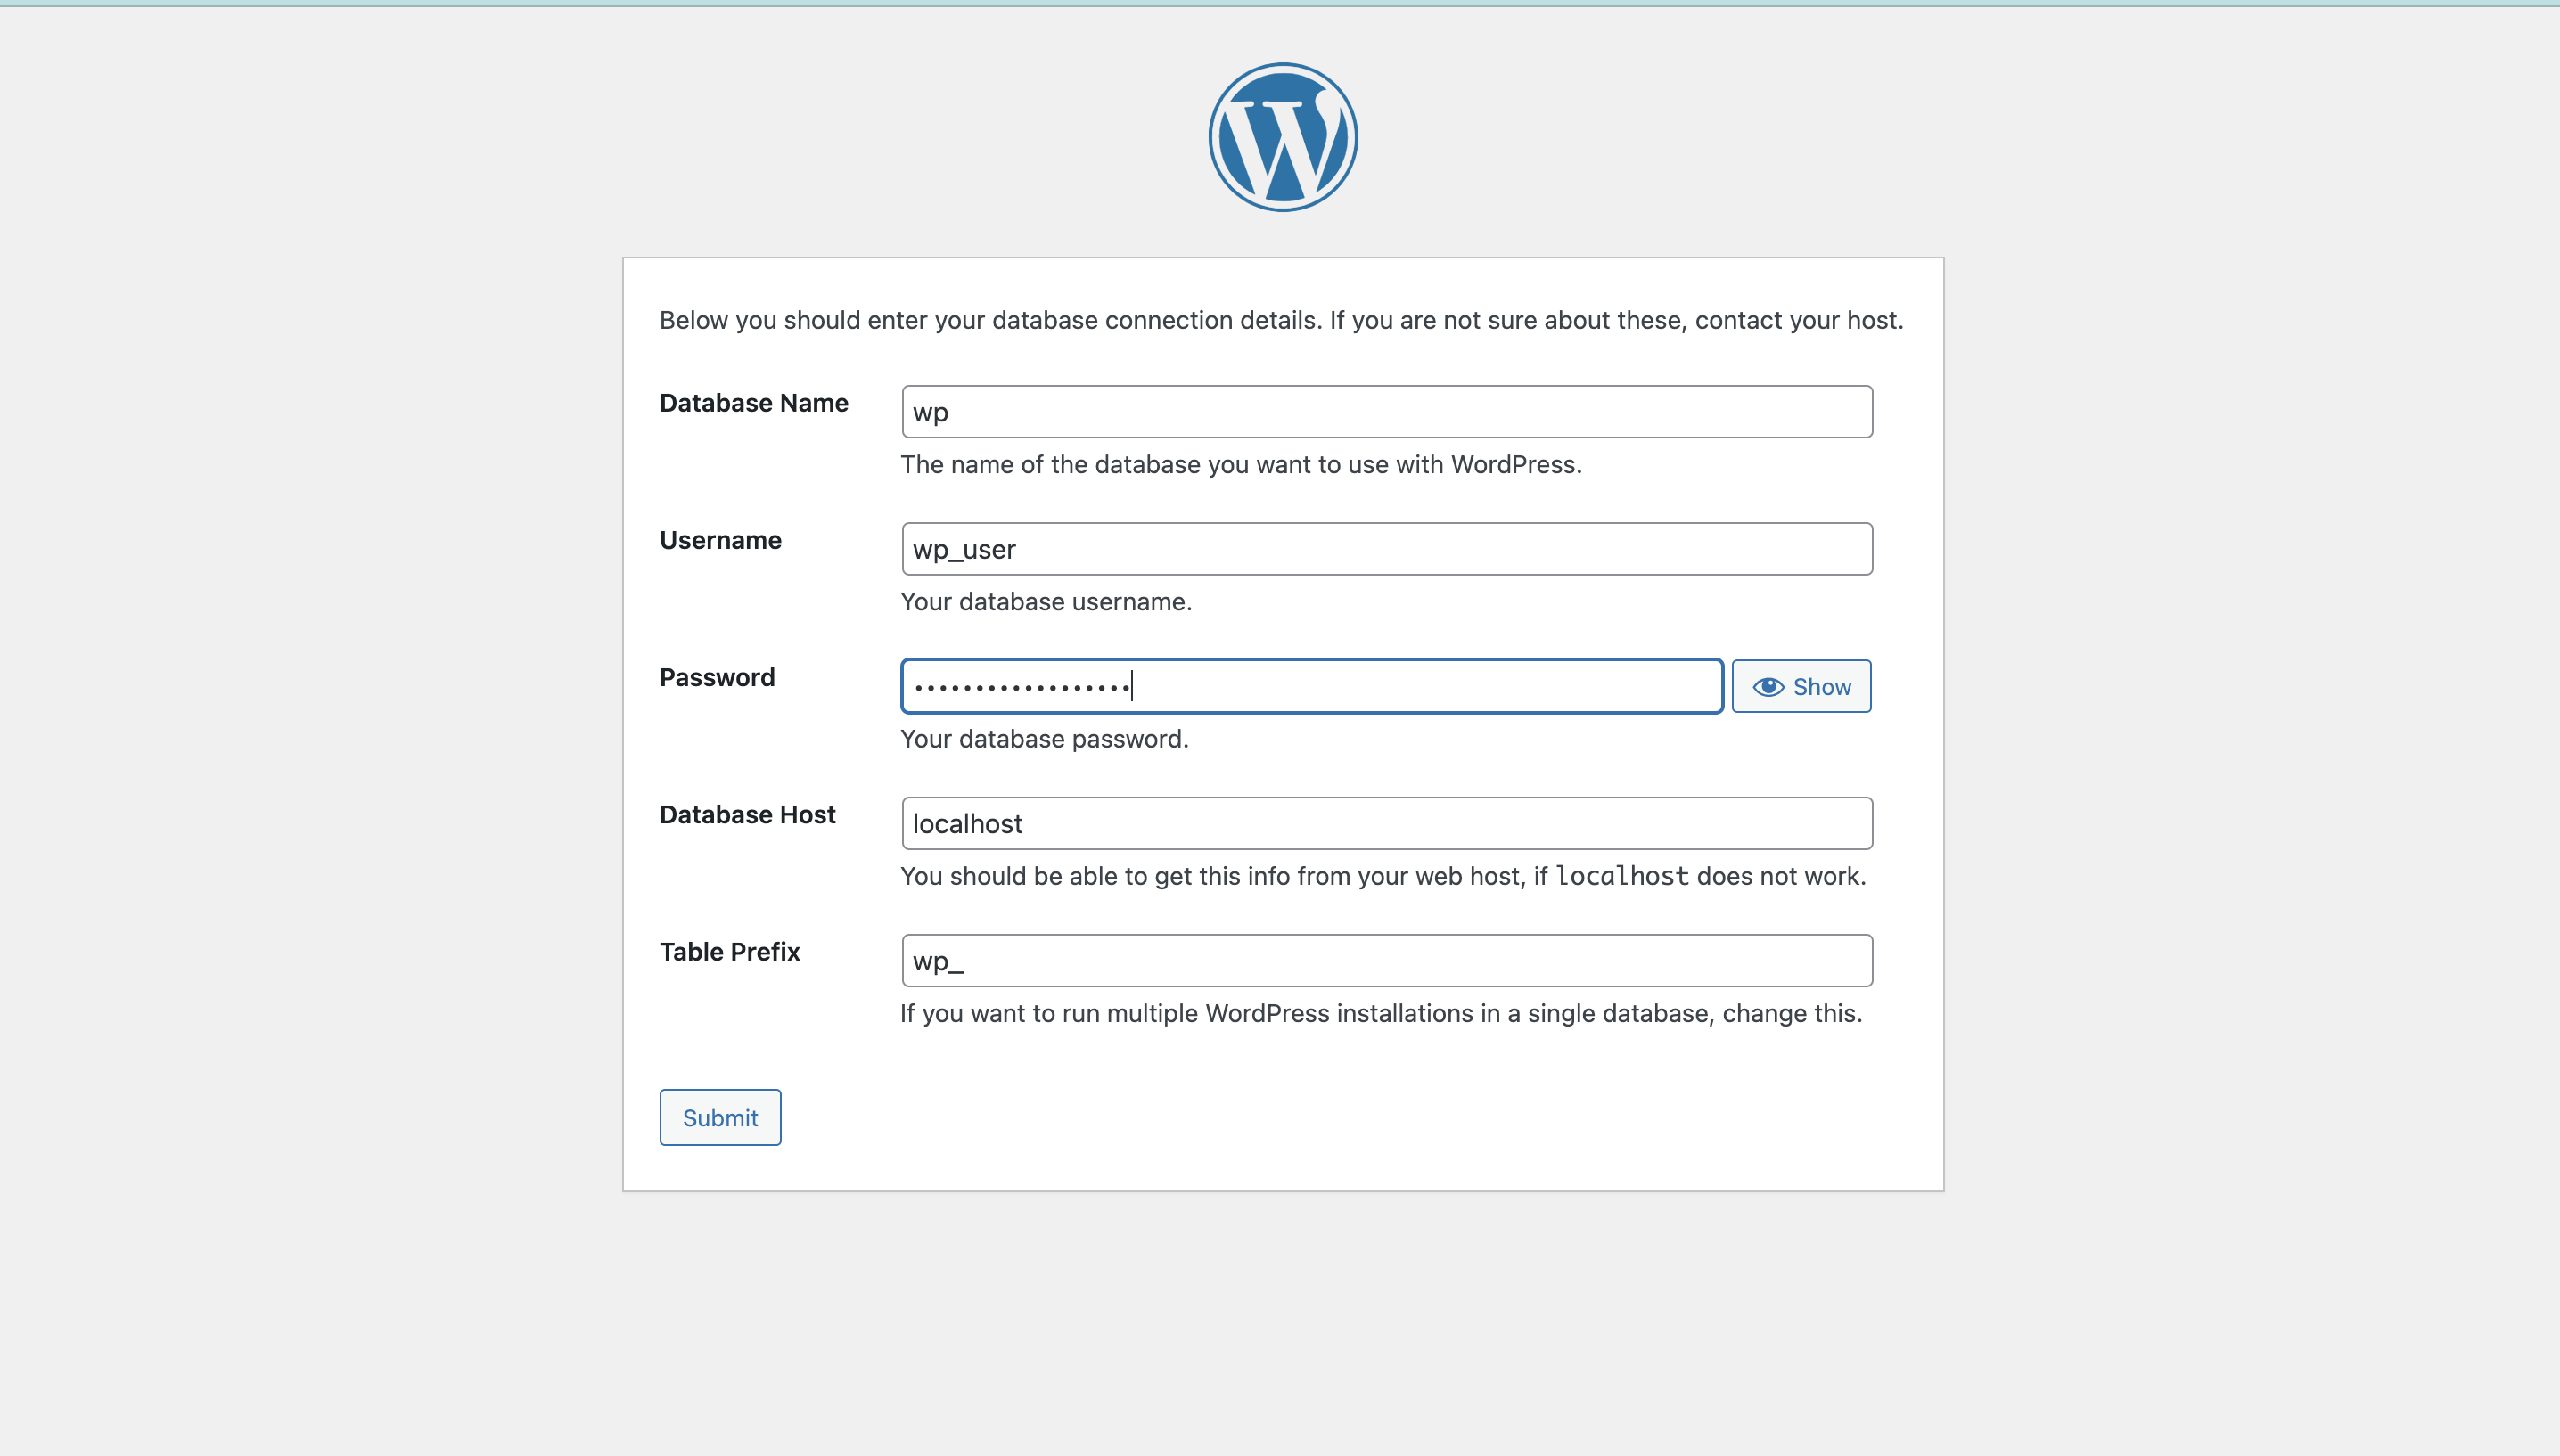 Below you should enter your database connection details. If you are not sure about these, contact your host.
Database Name
wp
The name of the database you want to use with WordPress.
Username
wp_user
Your database username.
Password
••••••••••••••••••
Show
Your database password.
Database Host
localhost
You should be able to get this info from your web host, if localhost does not work.
Table Prefix
wp_
If you want to run multiple WordPress installations in a single database, change this.
Submit